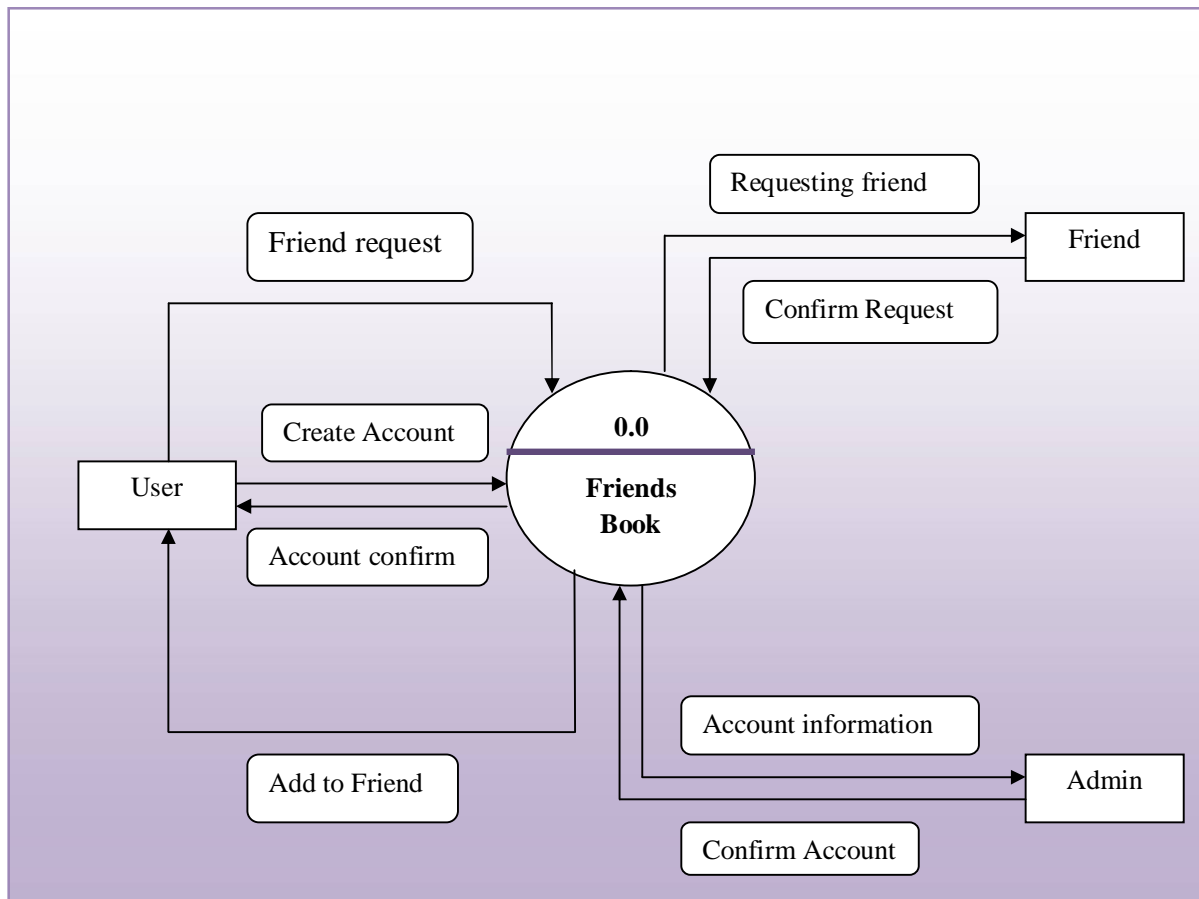 Requesting friend
Friend request
Friend
Confirm Request
0.0
Create Account
User
Friends
Book
Account confirm
Account information
Add to Friend
Admin
Confirm Account